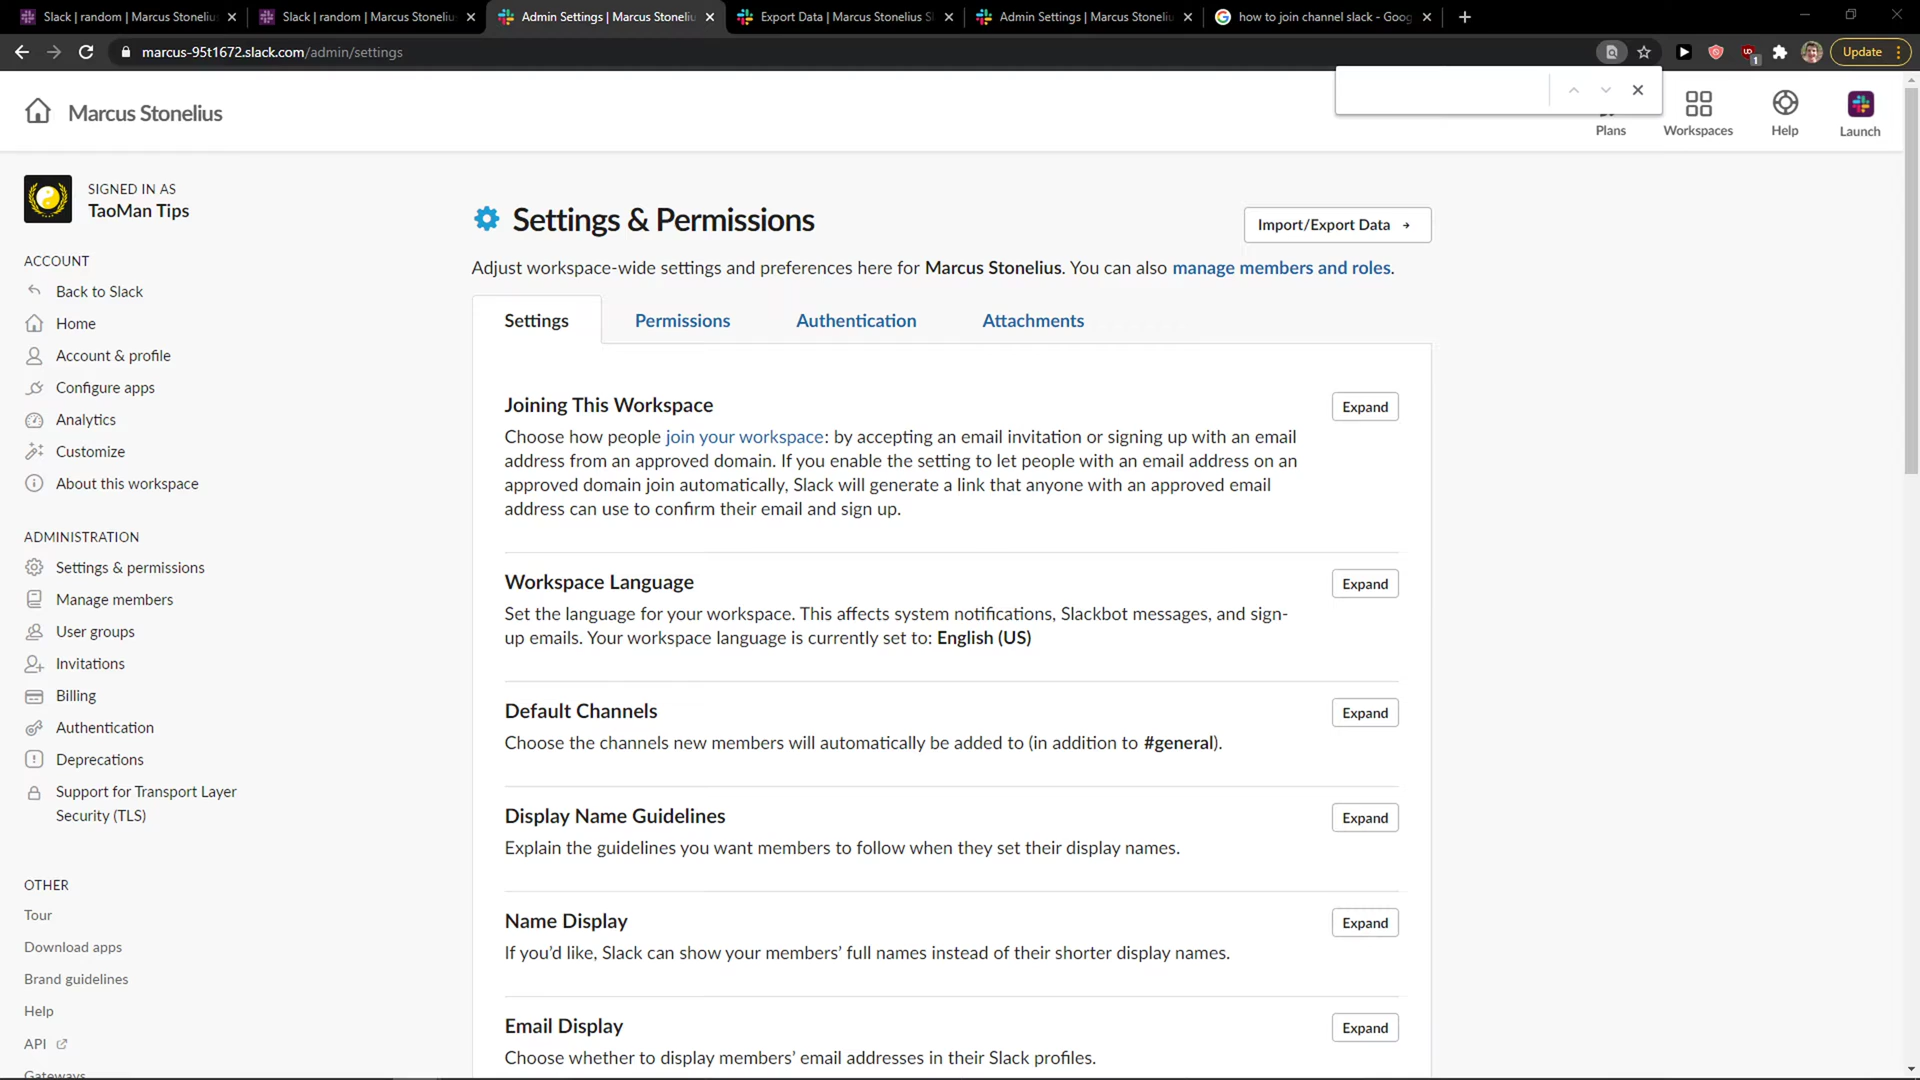 Slack | random | Marcus Stonelius
Slack | random | Marcus Stonelius
Admin Settings | Marcus Stoneliu
Export Data | Marcus Stonelius S
Admin Settings | Marcus Stoneliu
how to join channel slack - Goog
marcus-95t1672.slack.com/admin/settings
1
Update
Marcus Stonelius
Plans
Workspaces
Help
Launch
SIGNED IN AS
TaoMan Tips
ACCOUNT
Back to Slack
Home
Account & profile
Configure apps
Analytics
Customize
About this workspace
ADMINISTRATION
Settings & permissions
Manage members
User groups
Invitations
Billing
Authentication
Deprecations
Support for Transport Layer
Security (TLS)
OTHER
Tour
Download apps
Brand guidelines
Help
API
Gateways
Settings & Permissions
Import/Export Data →
Adjust workspace-wide settings and preferences here for Marcus Stonelius. You can also manage members and roles.
Settings
Permissions
Authentication
Attachments
Joining This Workspace
Expand
Choose how people join your workspace: by accepting an email invitation or signing up with an email
address from an approved domain. If you enable the setting to let people with an email address on an
approved domain join automatically, Slack will generate a link that anyone with an approved email
address can use to confirm their email and sign up.
Workspace Language
Expand
Set the language for your workspace. This affects system notifications, Slackbot messages, and sign-
up emails. Your workspace language is currently set to: English (US)
Default Channels
Expand
Choose the channels new members will automatically be added to (in addition to #general).
Display Name Guidelines
Expand
Explain the guidelines you want members to follow when they set their display names.
Name Display
Expand
If you’d like, Slack can show your members’ full names instead of their shorter display names.
Email Display
Expand
Choose whether to display members’ email addresses in their Slack profiles.